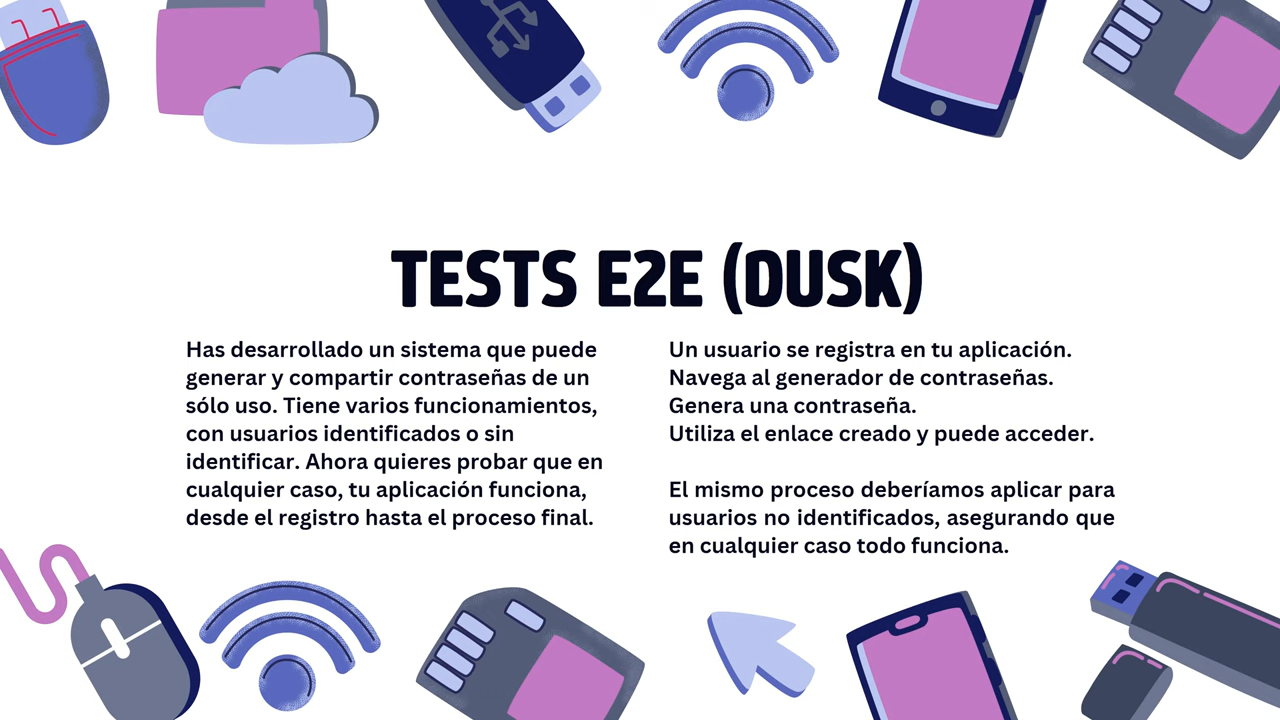 TESTS E2E (DUSK)
Has desarrollado un sistema que puede
generar y compartir contraseñas de un
sólo uso. Tiene varios funcionamientos,
con usuarios identificados o sin
identificar. Ahora quieres probar que en
cualquier caso, tu aplicación funciona,
desde el registro hasta el proceso final.
Un usuario se registra en tu aplicación.
Navega al generador de contraseñas.
Genera una contraseña.
Utiliza el enlace creado y puede acceder.
El mismo proceso deberíamos aplicar para
usuarios no identificados, asegurando que
en cualquier caso todo funciona.